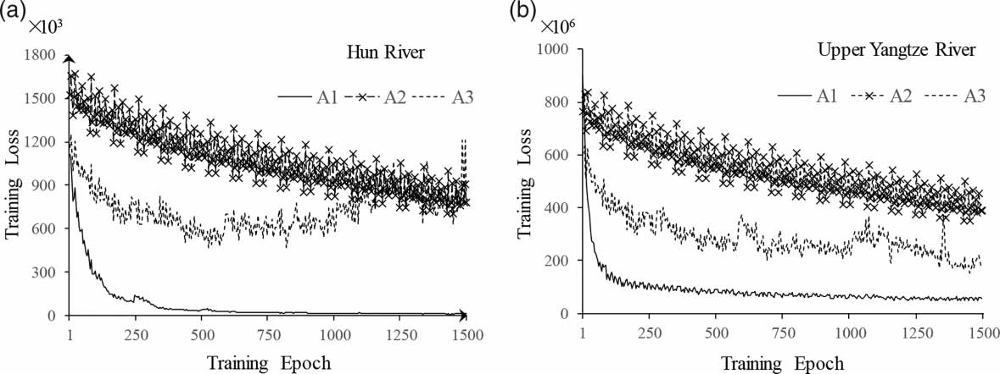 (a)
×10³
Hun River
A1 A2 A3
1800
1500
1200
900
600
300
0
Training Loss
1 250 500 750 1000 1250 1500
Training Epoch
(b)
×10⁶
Upper Yangtze River
A1 A2 A3
1000
800
600
400
200
0
Training Loss
1 250 500 750 1000 1250 1500
Training Epoch